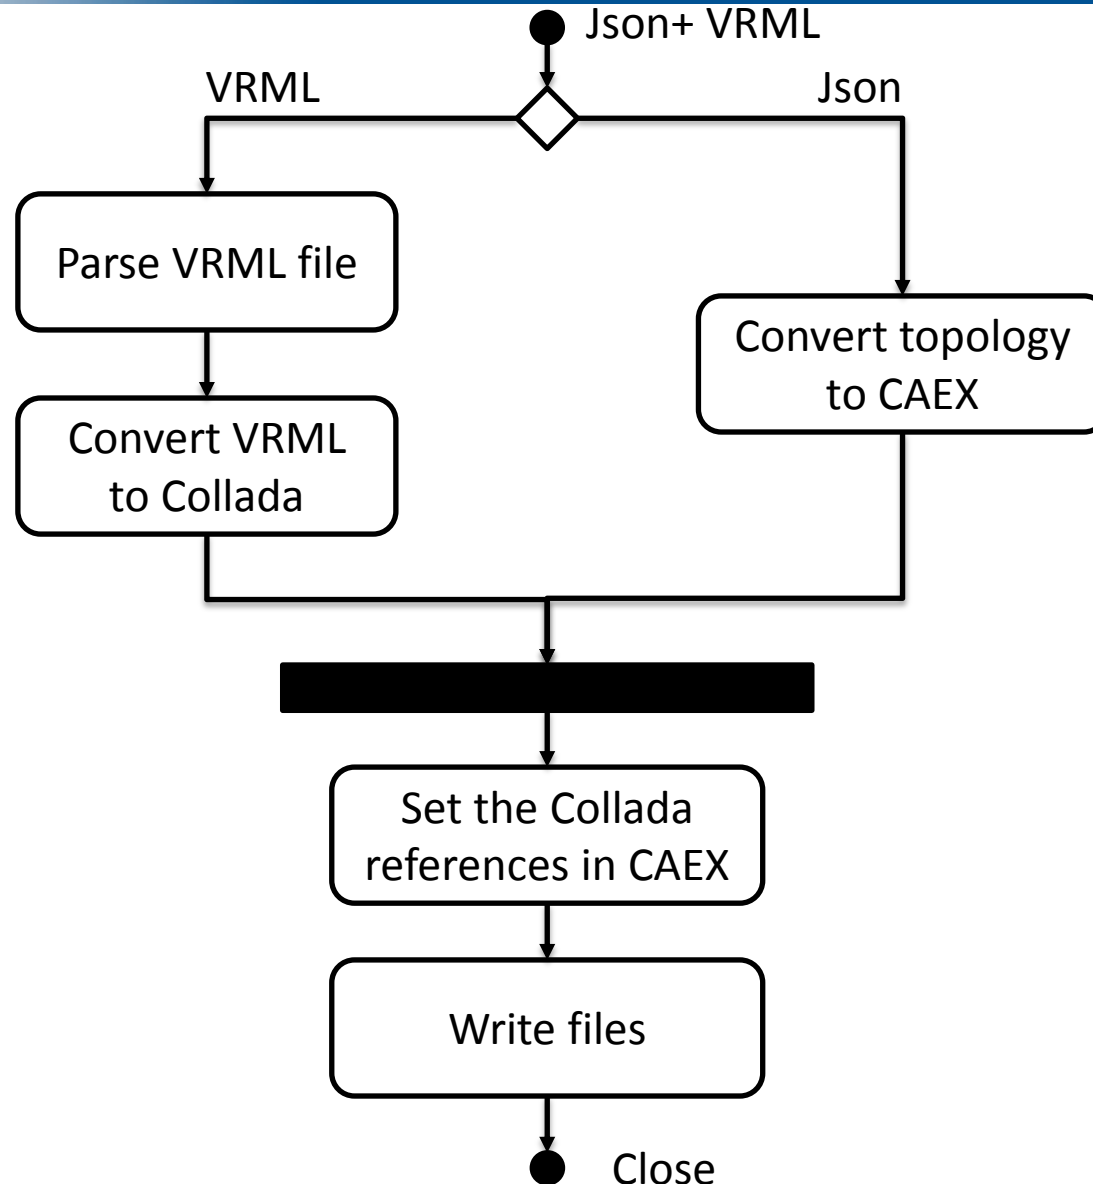 Json+ VRML
VRML
Json
Parse VRML file
Convert topology
to CAEX
Convert VRML
to Collada
Set the Collada
references in CAEX
Write files
Close